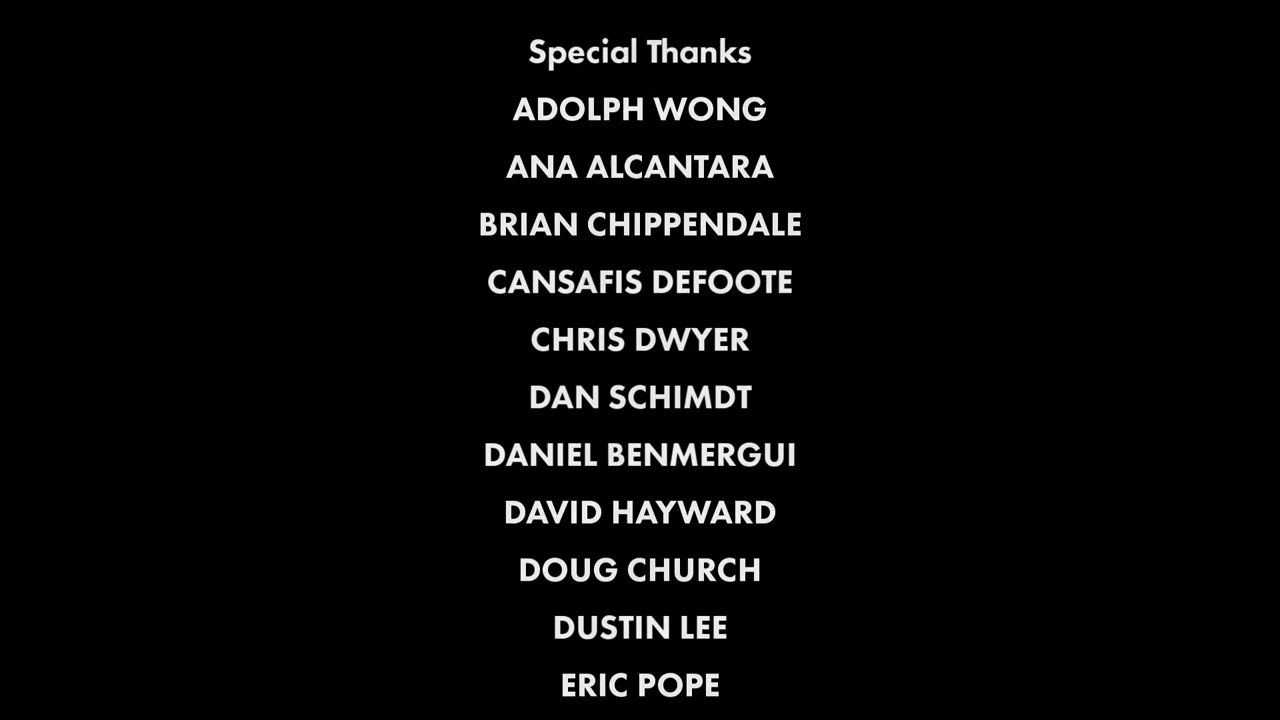 Special Thanks
ADOLPH WONG
ANA ALCANTARA
BRIAN CHIPPENDALE
CANSAFIS DEFOOTE
CHRIS DWYER
DAN SCHIMDT
DANIEL BENMERGUI
DAVID HAYWARD
DOUG CHURCH
DUSTIN LEE
ERIC POPE